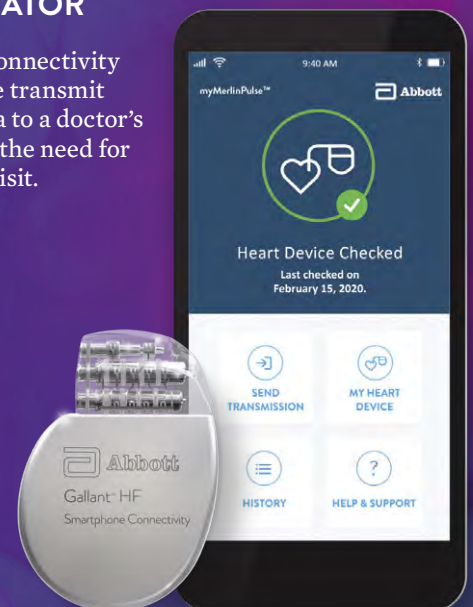 ATOR
onnectivity
e transmit
a to a doctor's
the need for
isit.
9:40 AM
myMerlinPulse™
Abbott
Heart Device Checked
Last checked on
February 15, 2020.
SEND
TRANSMISSION
MY HEART
DEVICE
HISTORY
?
HELP & SUPPORT
Abbott
Gallant™ HF
Smartphone Connectivity